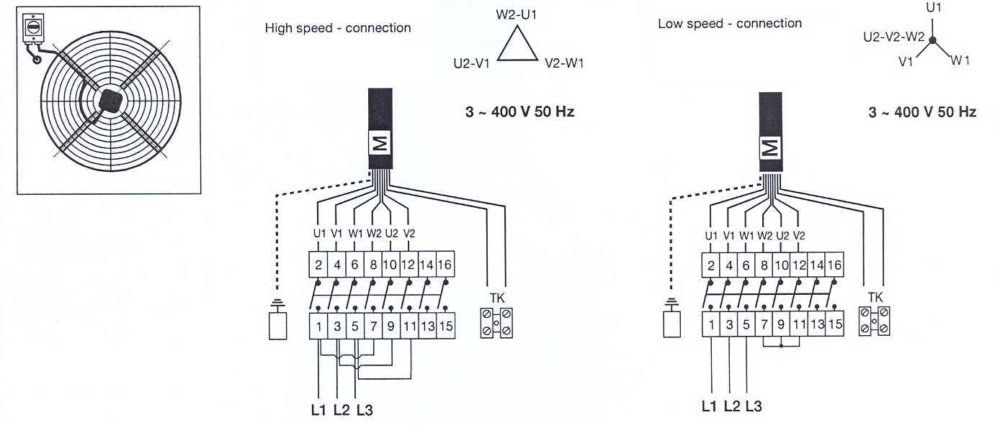 High speed - connection
W2-U1
U2-V1 V2-W1
3 ~ 400 V 50 Hz
M
U1 V1 W1 W2 U2 V2
2 4 6 8 10 12 14 16
TK
1 3 5 7 9 11 13 15
L1 L2 L3
Low speed - connection
U1
U2-V2-W2
V1 W1
3 ~ 400 V 50 Hz
M
U1 V1 W1 W2 U2 V2
2 4 6 8 10 12 14 16
TK
1 3 5 7 9 11 13 15
L1 L2 L3